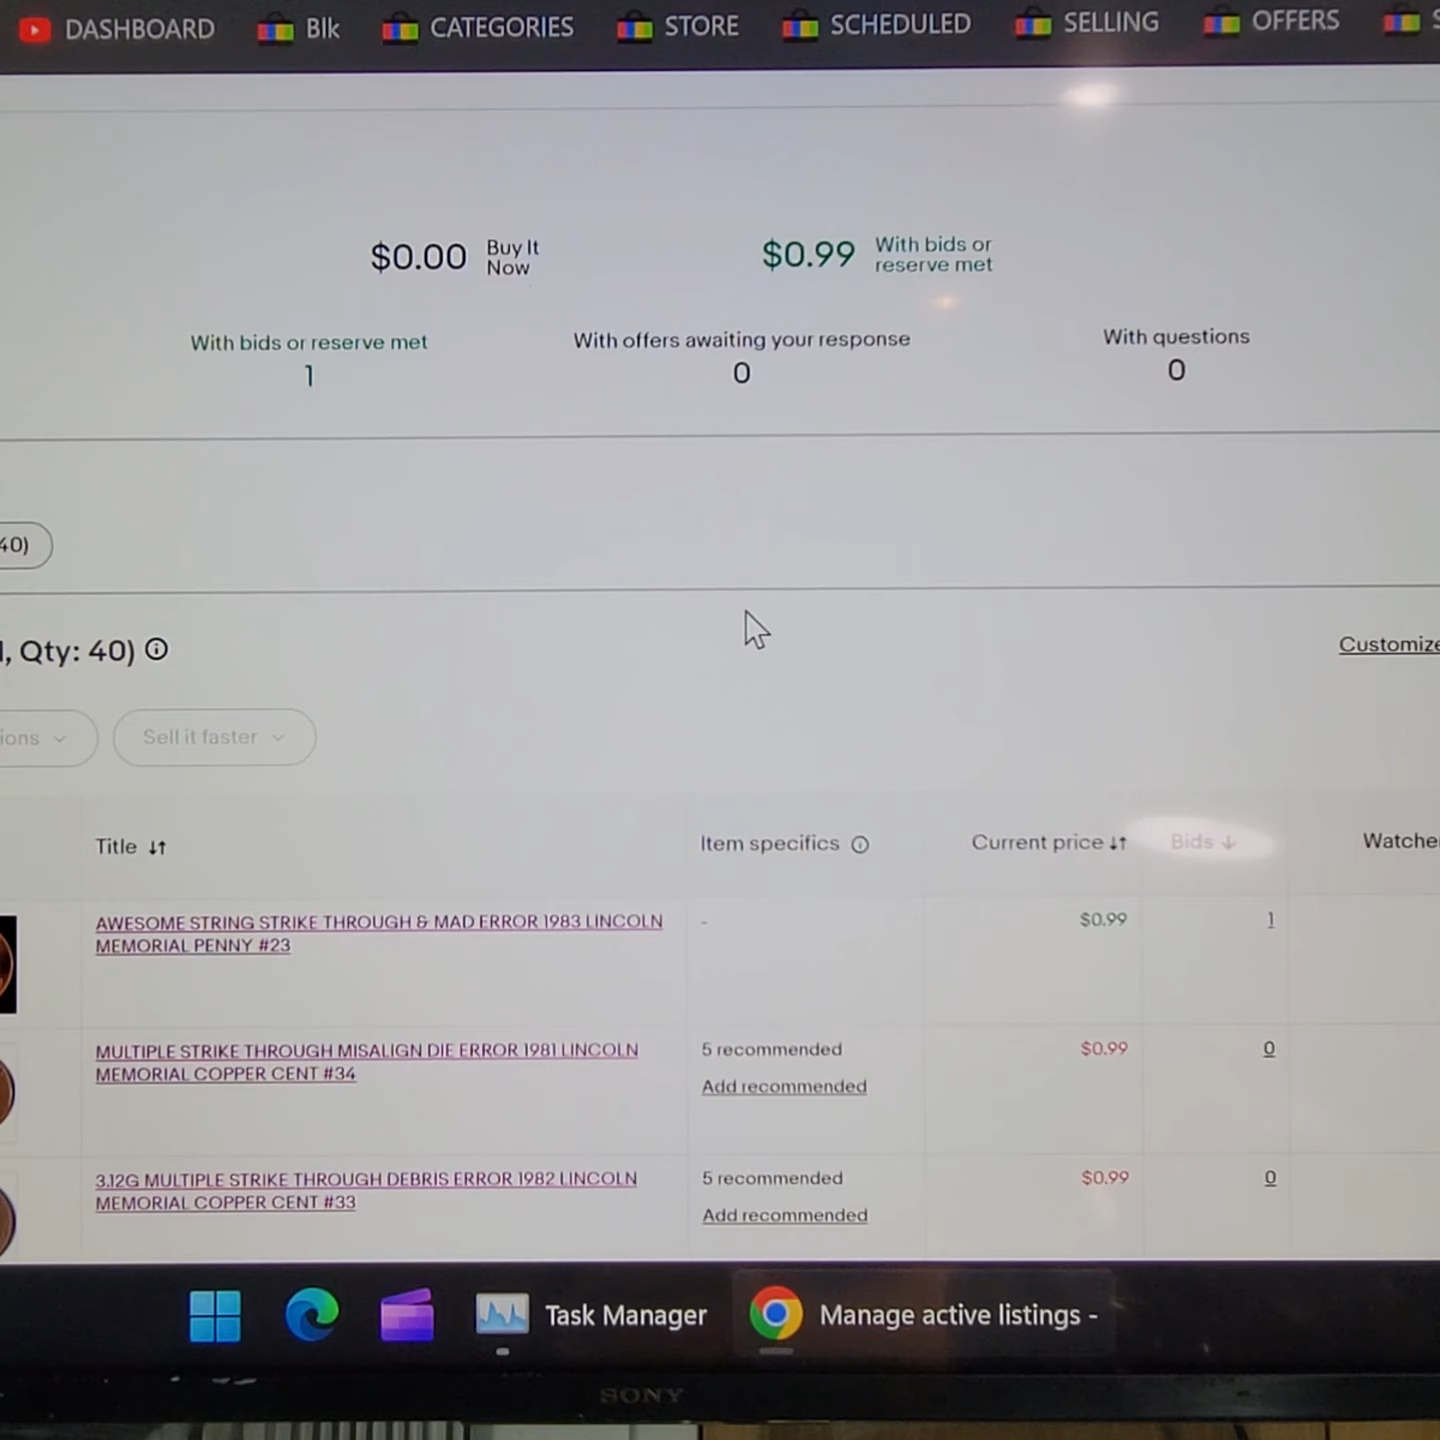 DASHBOARD Blk CATEGORIES STORE SCHEDULED SELLING OFFERS
$0.00 Buy It Now
$0.99 With bids or reserve met
With bids or reserve met
1
With offers awaiting your response
0
With questions
0
40)
, Qty: 40)
Customize
ions
Sell it faster
Title Item specifics Current price Bids Watche
AWESOME STRING STRIKE THROUGH & MAD ERROR 1983 LINCOLN - $0.99 1
MEMORIAL PENNY #23
MULTIPLE STRIKE THROUGH MISALIGN DIE ERROR 1981 LINCOLN 5 recommended $0.99 0
MEMORIAL COPPER CENT #34 Add recommended
3.12G MULTIPLE STRIKE THROUGH DEBRIS ERROR 1982 LINCOLN 5 recommended $0.99 0
MEMORIAL COPPER CENT #33 Add recommended
Task Manager Manage active listings -
SONY